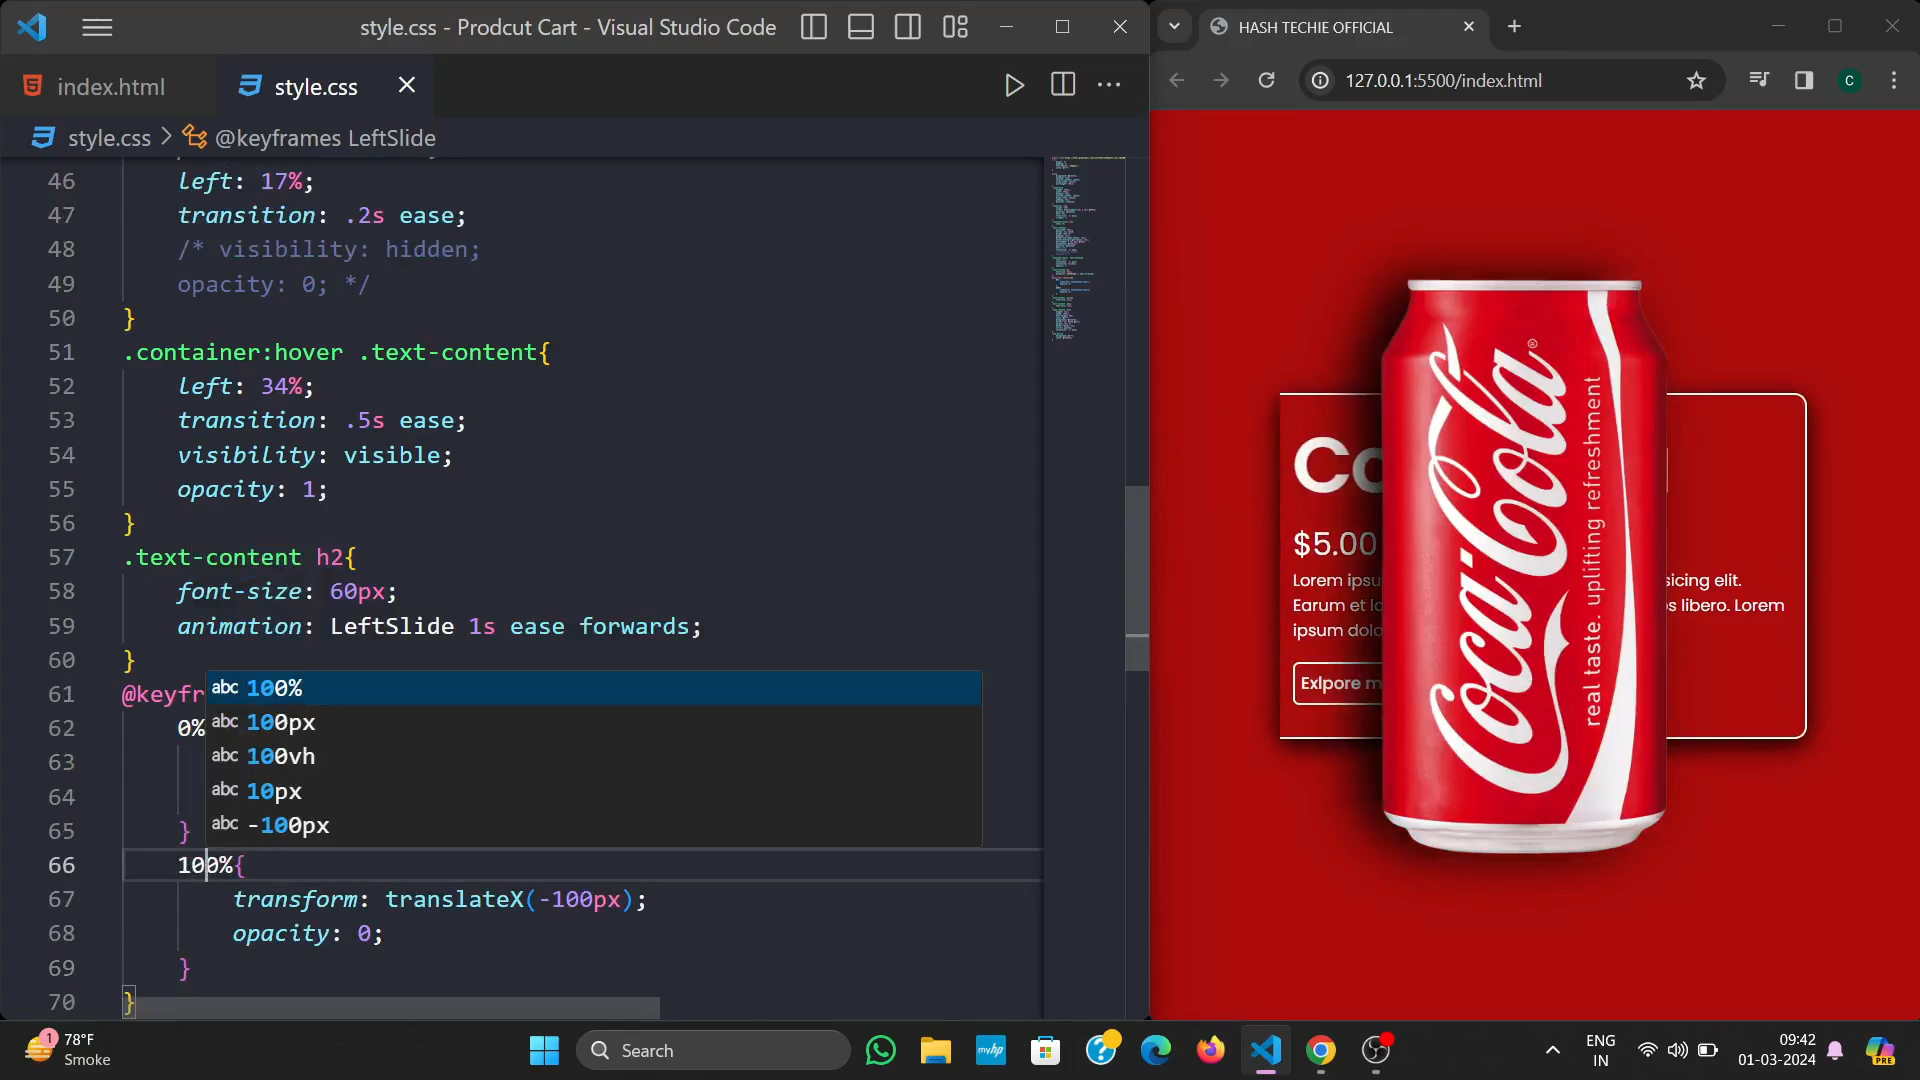 style.css - Prodcut Cart - Visual Studio Code
index.html
style.css
style.css > @keyframes LeftSlide
46 left: 17%;
47 transition: .2s ease;
48 /* visibility: hidden;
49 opacity: 0; */
50 }
51 .container:hover .text-content{
52 left: 34%;
53 transition: .5s ease;
54 visibility: visible;
55 opacity: 1;
56 }
57 .text-content h2{
58 font-size: 60px;
59 animation: LeftSlide 1s ease forwards;
60 }
61 @keyfr
62 0%
63
64
65 }
66 100%{
67 transform: translateX(-100px);
68 opacity: 0;
69 }
70 }
abc 100%
abc 100px
abc 100vh
abc 10px
abc -100px
HASH TECHIE OFFICIAL
127.0.0.1:5500/index.html
C
Co
$5.00
Lorem ipsu
sicing elit.
Earum et la
s libero. Lorem
ipsum dolo
Exlpore m
Coca-Cola
®
real taste. uplifting refreshment
1
78°F
Smoke
Search
myhp
ENG
IN
09:42
01-03-2024
PRE